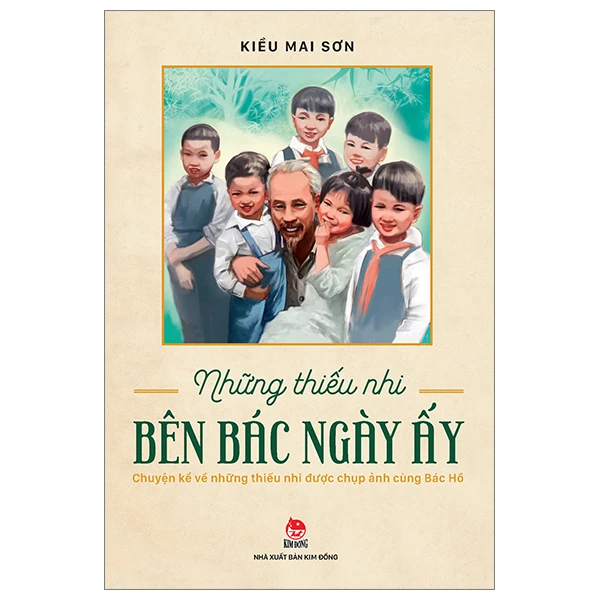 KIỀU MAI SƠN
Những thiếu nhi
BÊN BÁC NGÀY ẤY
Chuyện kể về những thiếu nhi được chụp ảnh cùng Bác Hồ
KIM ĐỒNG
NHÀ XUẤT BẢN KIM ĐỒNG